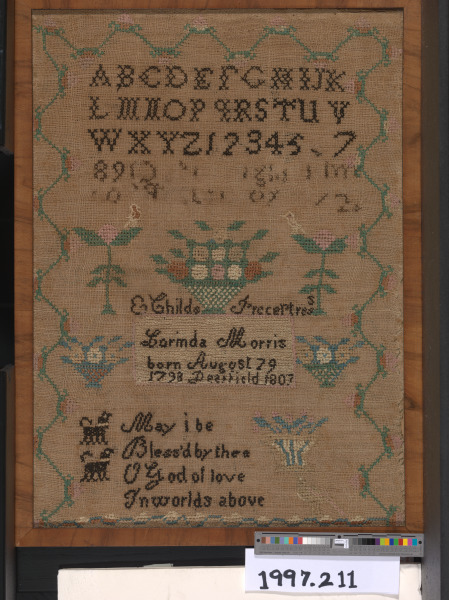 ABCDEFGHIJK
LMNOPQRSTUV
WXYZ12345 7
89
E Childs Preceptress
Lorinda Morris
born August 29
1798 Deerfield 1807
May i be
Bless'd by thee
O God of love
In worlds above
1997.211